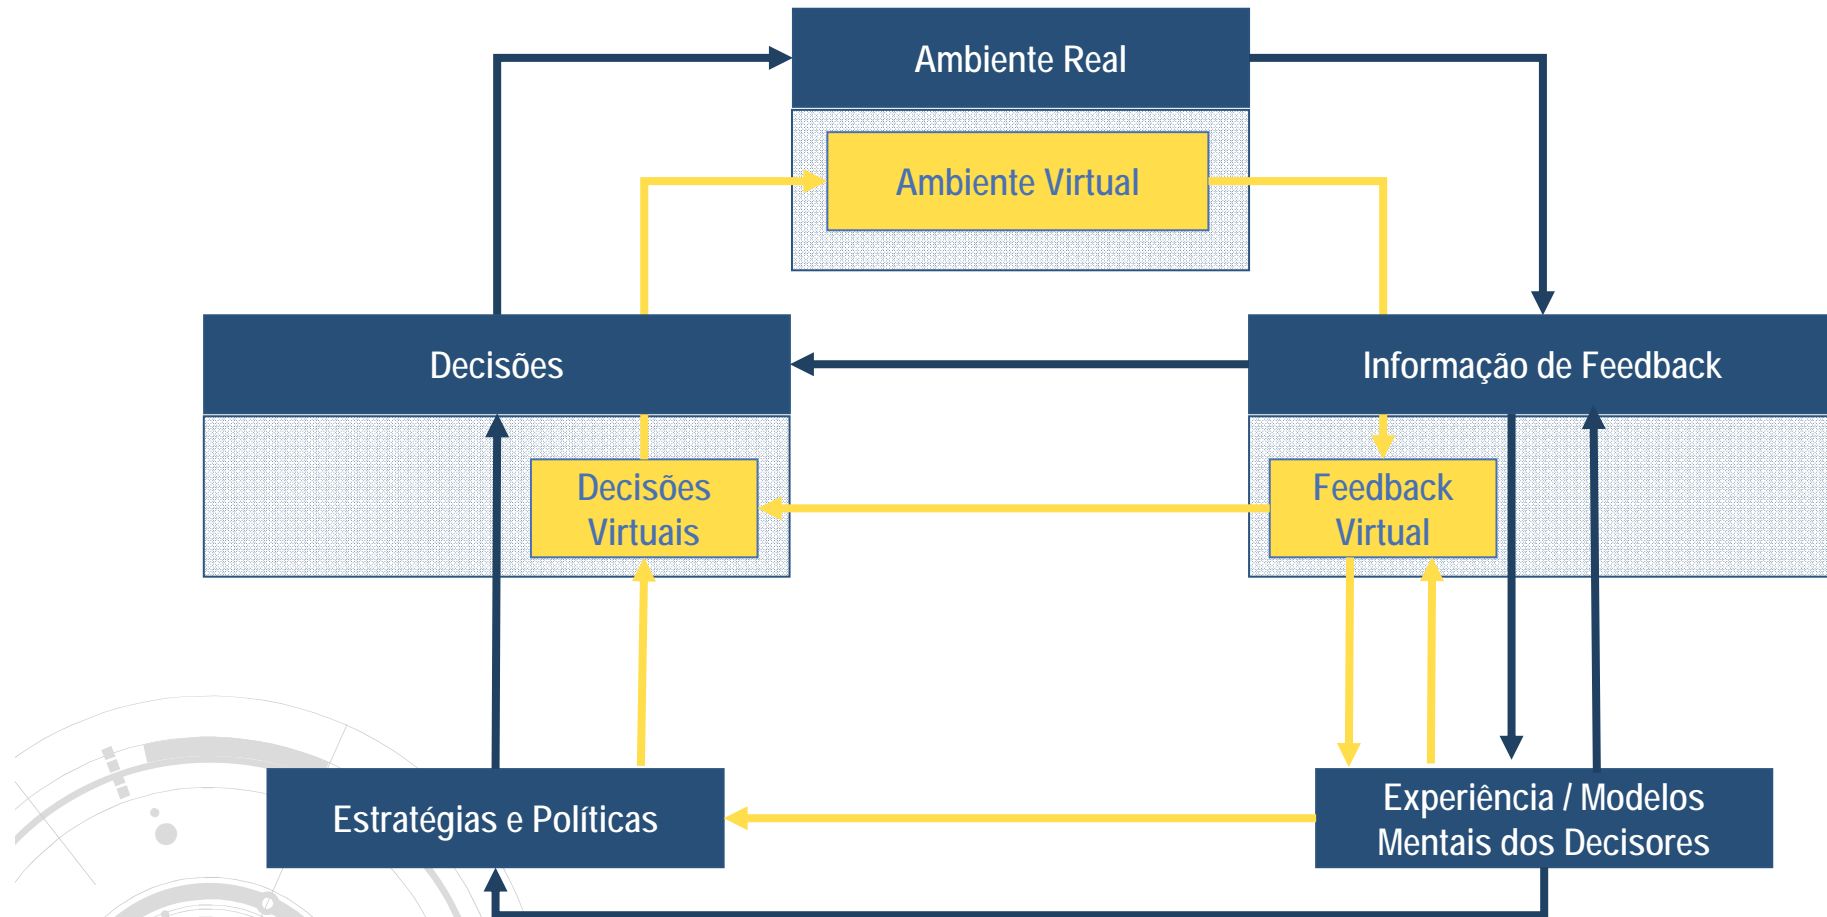 Ambiente Real
Ambiente Virtual
Decisões
Informação de Feedback
Decisões
Virtuais
Feedback
Virtual
Estratégias e Políticas
Experiência / Modelos
Mentais dos Decisores